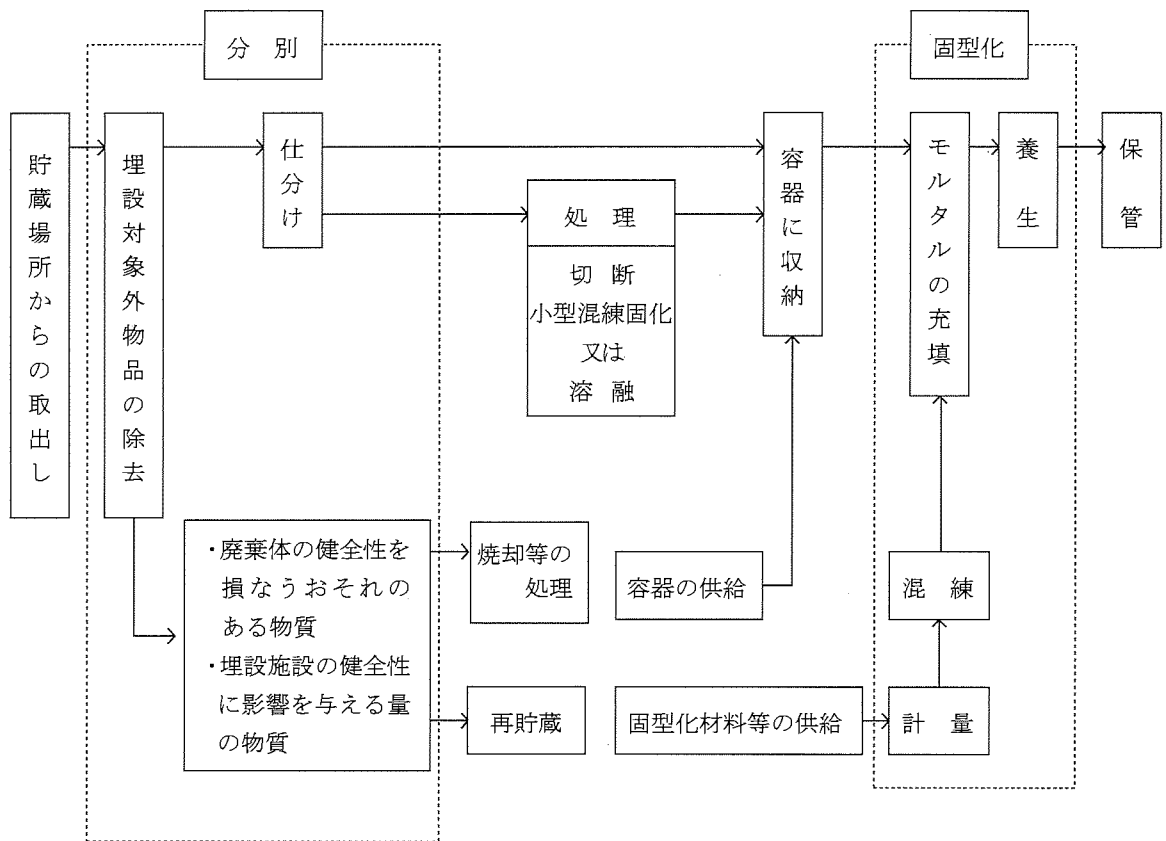 分 別
固型化
貯蔵場所からの取出し
埋設対象外物品の除去
仕分け
処 理
切 断
小型混練固化
又は
溶 融
容器に収納
モルタルの充填
養生
保管
・廃棄体の健全性を
損なうおそれの
ある物質
・埋設施設の健全性
に影響を与える量
の物質
焼却等の
処理
再貯蔵
容器の供給
固型化材料等の供給
混 練
計 量